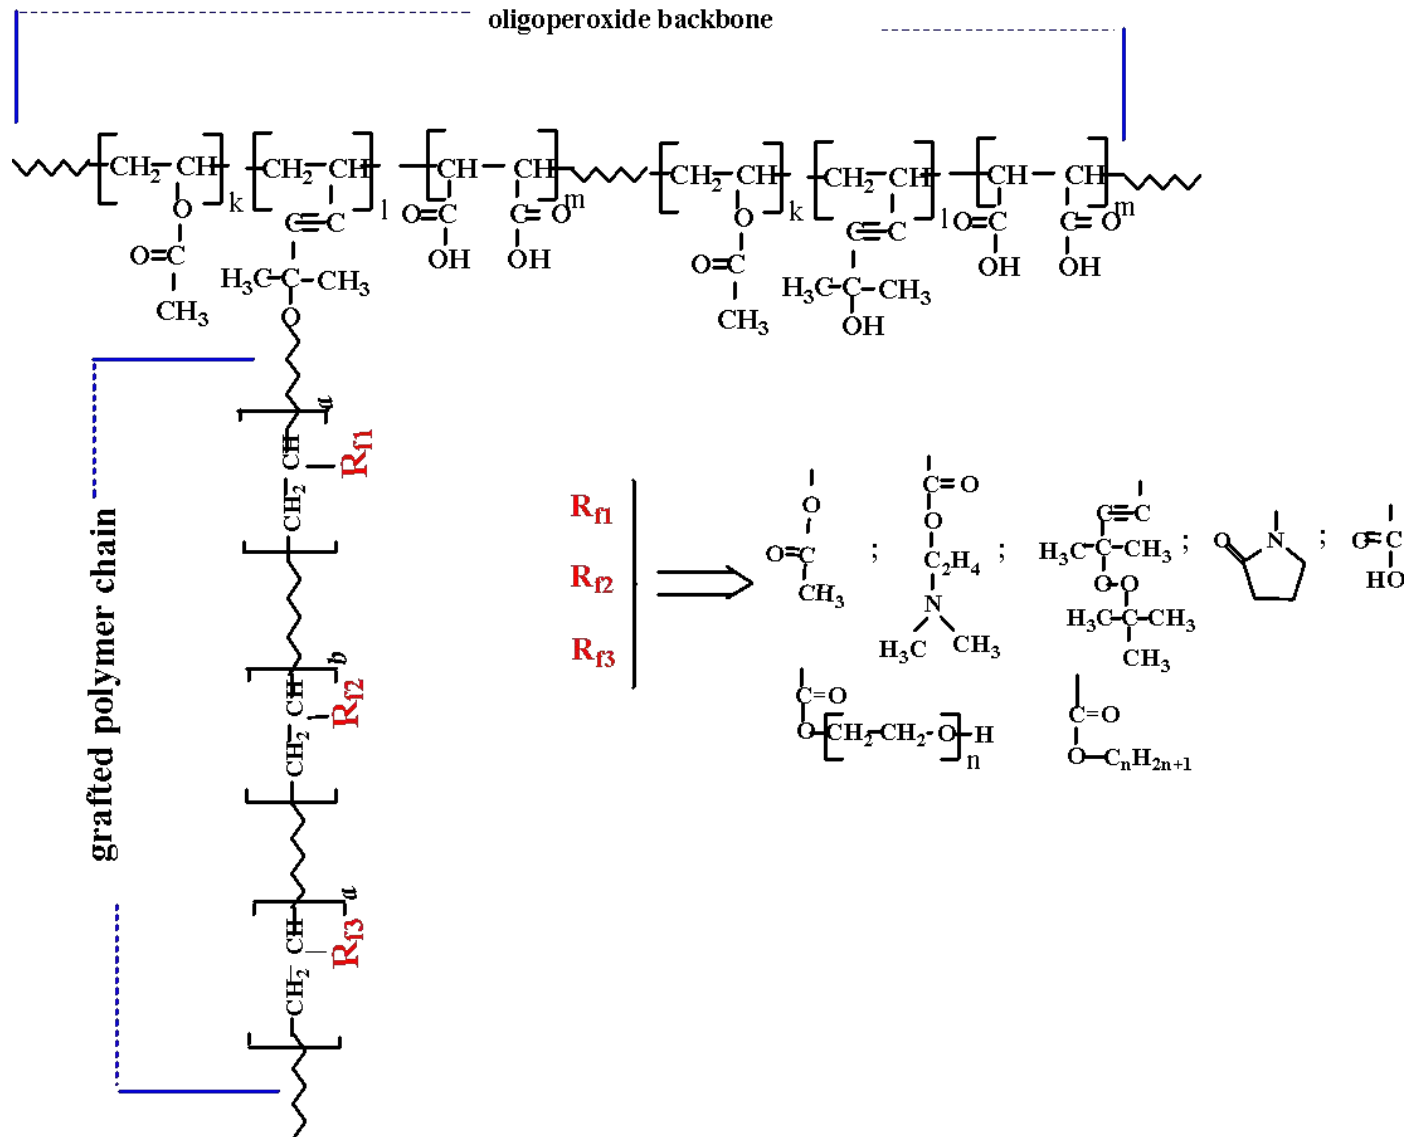 oligoperoxide backbone
CH2 CH k CH2 CH l CH CH m CH2 CH k CH2 CH l CH CH m
O C≡C O=C C=O O C≡C O=C C=O
O=C H3C-C-CH3 OH OH O=C H3C-C-CH3 OH OH
CH3 O CH3 OH
grafted polymer chain
a
CH Rf1
CH2
b
CH Rf2
CH2
a
CH Rf3
CH2
Rf1
Rf2
Rf3
O
O=C
CH3
;
C=O
O
C2H4
N
H3C CH3
;
C≡C
H3C-C-CH3
O-O
H3C-C-CH3
CH3
;
O N
;
O=C
HO
C=O
O CH2-CH2-O H
n
C=O
O-CnH2n+1